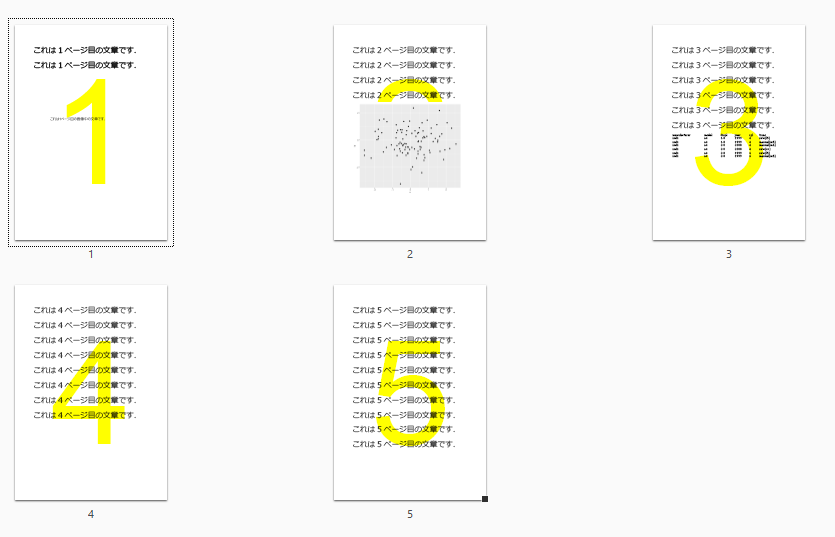 これは１ページ目の文章です.
これは１ページ目の文章です.
1
これは1ページ目の画像中の文章です.
1
これは２ページ目の文章です.
これは２ページ目の文章です.
これは２ページ目の文章です.
これは２ページ目の文章です.
2
2
これは３ページ目の文章です.
これは３ページ目の文章です.
これは３ページ目の文章です.
これは３ページ目の文章です.
これは３ページ目の文章です.
これは３ページ目の文章です.
3
3
これは４ページ目の文章です.
これは４ページ目の文章です.
これは４ページ目の文章です.
これは４ページ目の文章です.
これは４ページ目の文章です.
これは４ページ目の文章です.
これは４ページ目の文章です.
これは４ページ目の文章です.
4
4
これは５ページ目の文章です.
これは５ページ目の文章です.
これは５ページ目の文章です.
これは５ページ目の文章です.
これは５ページ目の文章です.
これは５ページ目の文章です.
これは５ページ目の文章です.
これは５ページ目の文章です.
これは５ページ目の文章です.
これは５ページ目の文章です.
5
5